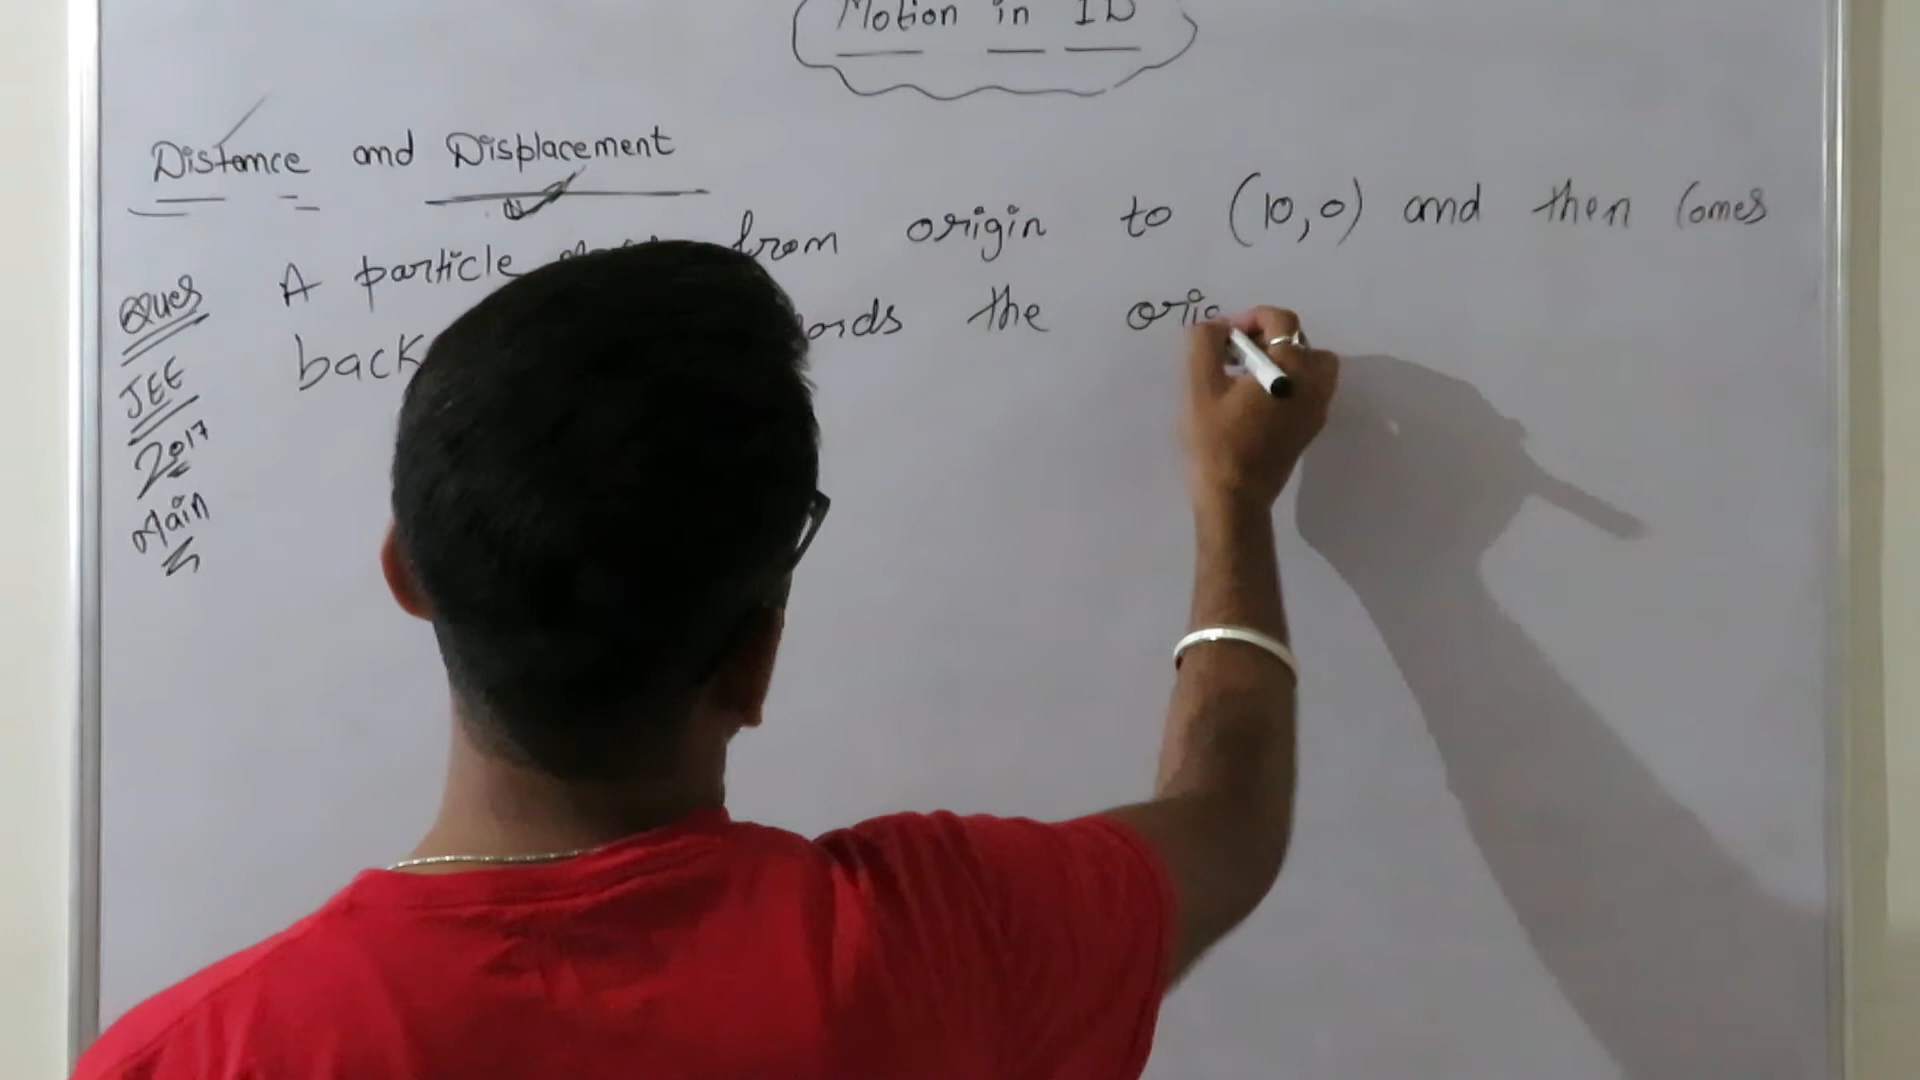 Motion in 1D
Distance and Displacement
A particle from origin to (10,0) and then comes
back the orig
Ques
JEE
2017
Main